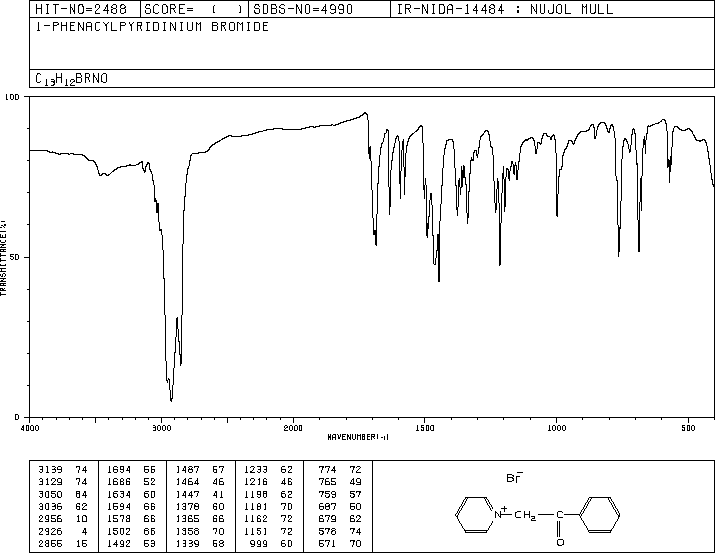 HIT-NO=2488 SCORE= ( ) SDBS-NO=4990 IR-NIDA-14484 : NUJOL MULL
1-PHENACYLPYRIDINIUM BROMIDE
C13H12BRNO
100
50
0
TRANSMITTANCE(%)
4000 3000 2000 1500 1000 500
WAVENUMBER(-1)
3139 74 1694 56 1487 57 1233 62 774 72
3129 74 1686 52 1464 46 1216 46 765 49
3050 64 1634 60 1447 41 1198 62 759 57
3036 62 1594 66 1378 60 1181 70 687 50
2956 10 1578 66 1365 66 1162 72 679 62
2926 4 1502 66 1358 70 1151 72 578 74
2855 15 1492 53 1339 58 999 60 571 70
Br−
N+ CH2 C
O